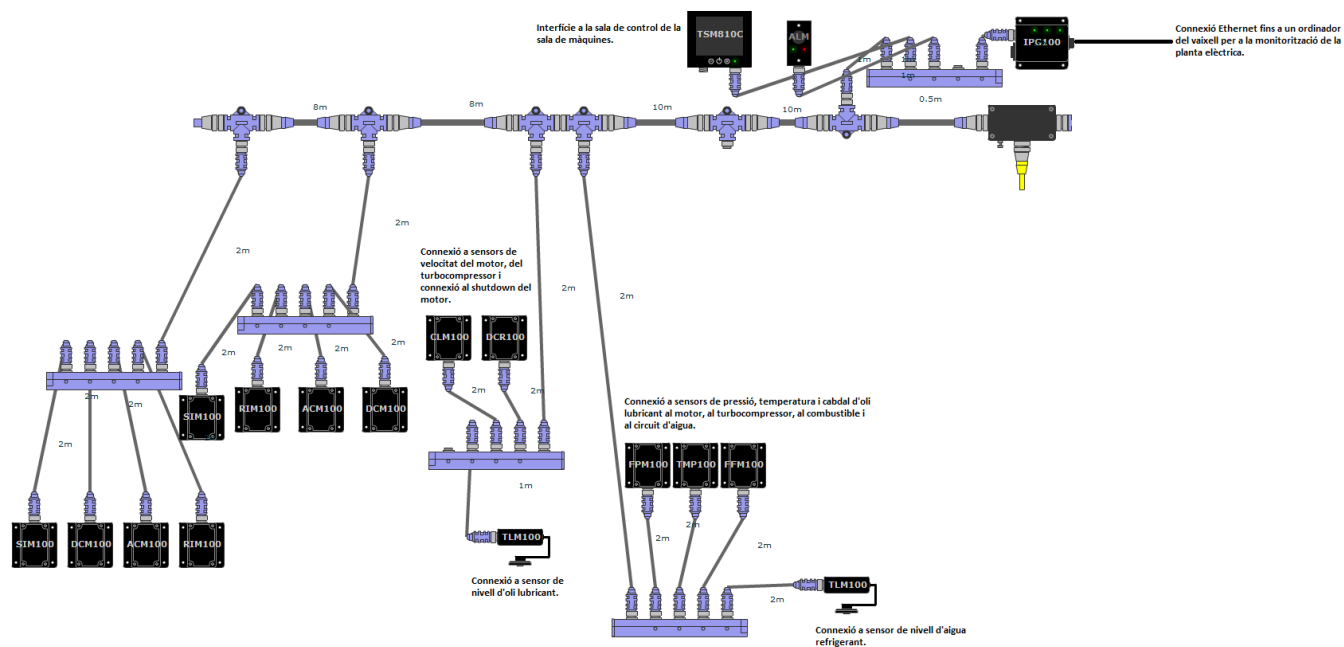 Interfície a la sala de control de la
sala de màquines.
TSM810C
ALM
IPG100
Connexió Ethernet fins a un ordinador
del vaixell per a la monitorització de la
planta elèctrica.
1m
1m
1m
0.5m
8m
8m
10m
10m
2m
2m
2m
2m
Connexió a sensors de
velocitat del motor, del
turbocompressor i
connexió al shutdown del
motor.
CLM100
DCR100
2m
2m
2m
2m
SIM100
RIM100
ACM100
DCM100
2m
2m
2m
2m
2m
1m
SIM100
DCM100
ACM100
RIM100
TLM100
Connexió a sensor de
nivell d'oli lubricant.
Connexió a sensors de pressió, temperatura i cabdal d'oli
lubricant al motor, al turbocompressor, al combustible i
al circuit d'aigua.
FPM100
TMP100
FFM100
2m
2m
2m
2m
TLM100
Connexió a sensor de nivell d'aigua
refrigerant.